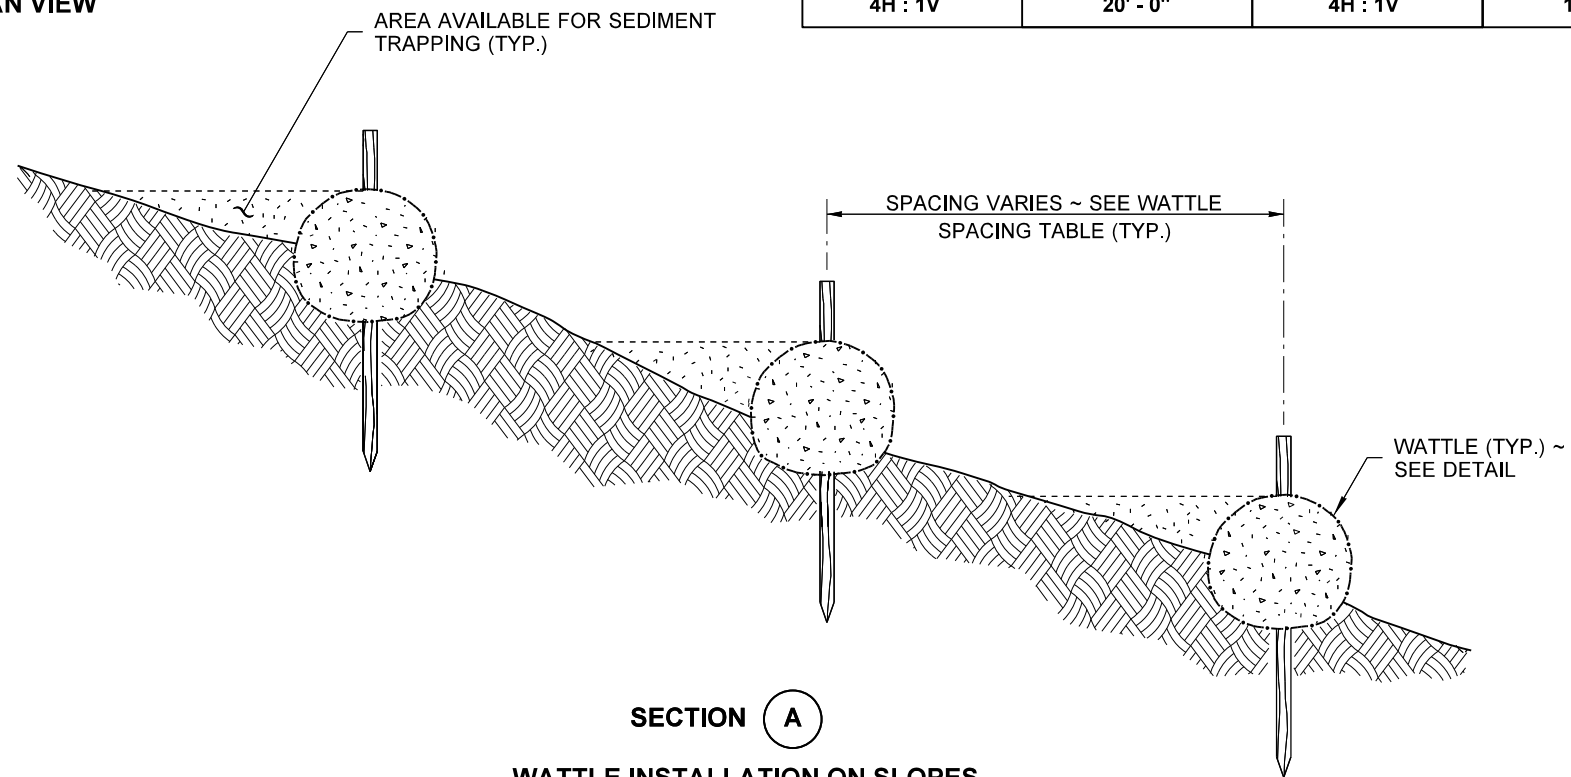 AN VIEW
4H : 1V 20' - 0" 4H : 1V 1
AREA AVAILABLE FOR SEDIMENT
TRAPPING (TYP.)
SPACING VARIES ~ SEE WATTLE
SPACING TABLE (TYP.)
WATTLE (TYP.) ~
SEE DETAIL
SECTION A
WATTLE INSTALLATION ON SLOPES